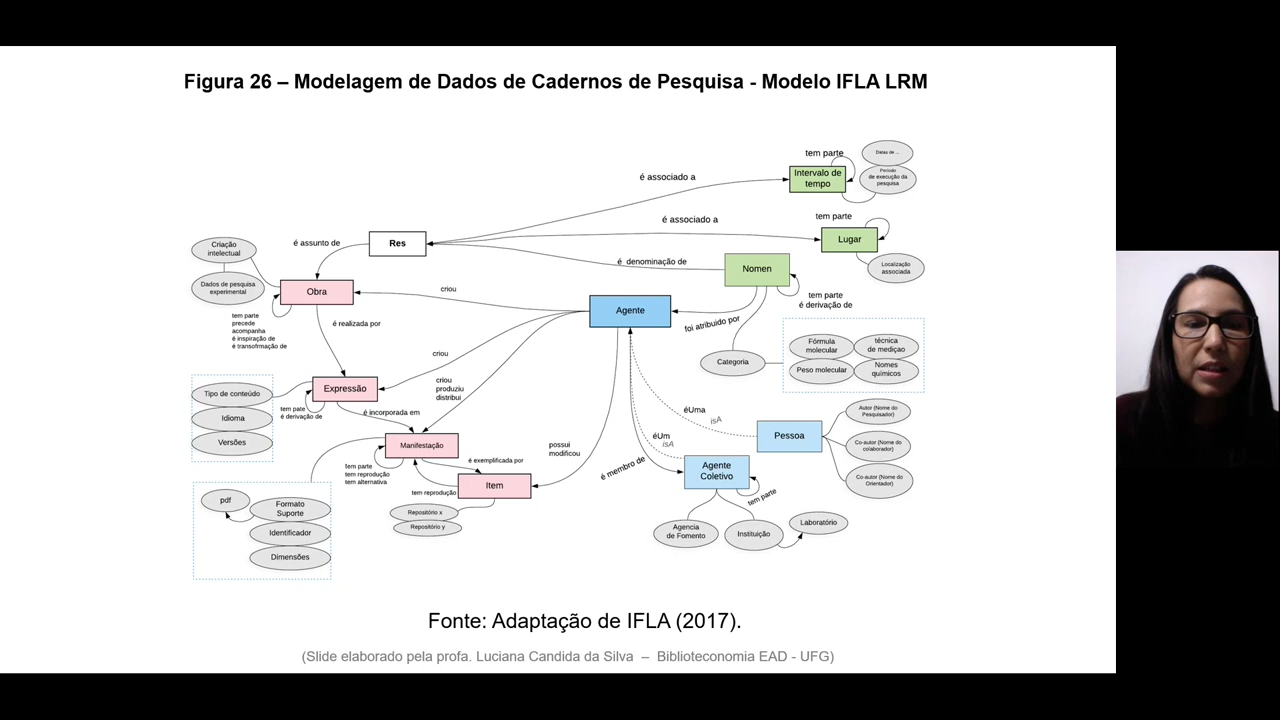 Figura 26 – Modelagem de Dados de Cadernos de Pesquisa - Modelo IFLA LRM
tem parte
Datas de ...
Período
de execução da
pesquisa
Intervalo de
tempo
é associado a
tem parte
é associado a
Lugar
Localização
associada
Res
é assunto de
Criação
intelectual
Dados de pesquisa
experimental
é denominação de
Nomen
tem parte
é derivação de
Obra
criou
Agente
foi atribuido por
tem parte
precede
acompanha
é inspiração de
é transofrmação de
é realizada por
Fórmula
molecular
técnica
de mediçao
Categoria
Peso molecular
Nomes
químicos
criou
Expressão
Tipo de conteúdo
Idioma
Versões
tem pate
é derivação de
criou
produziu
distribui
é incorporada em
éUma
isA
Pessoa
Autor (Nome do
Pesquisador)
Co-autor (Nome do
colaborador)
Co-autor (Nome do
Orientador)
éUm
isA
Manifestação
possui
modificou
é membro de
Agente
Coletivo
tem parte
tem parte
tem reprodução
tem alternativa
é exemplificada por
Item
tem reprodução
Repositório x
Repositório y
pdf
Formato
Suporte
Identificador
Dimensões
Agencia
de Fomento
Instituição
Laboratório
Fonte: Adaptação de IFLA (2017).
(Slide elaborado pela profa. Luciana Candida da Silva – Biblioteconomia EAD - UFG)